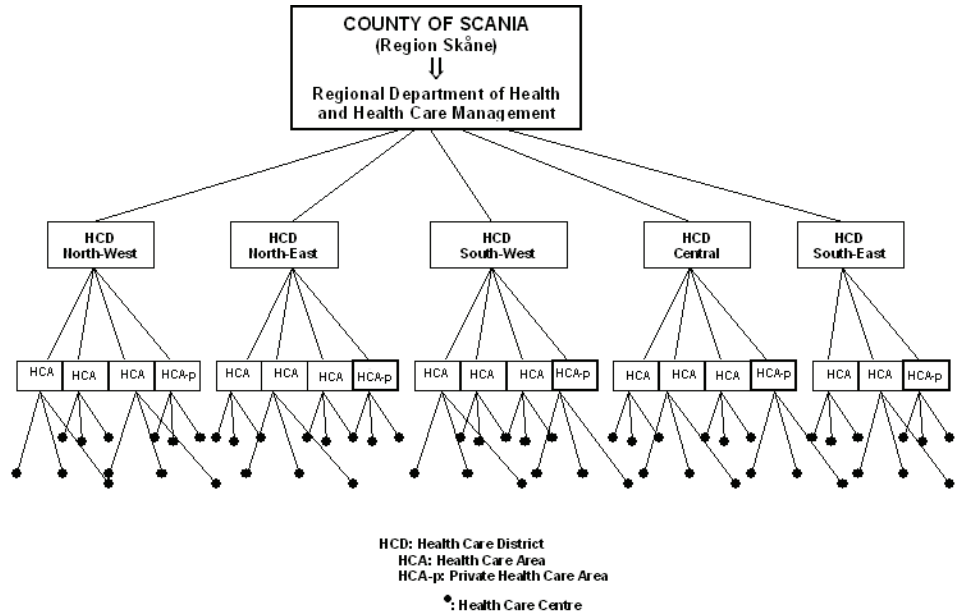 COUNTY OF SCANIA
(Region Skåne)
⇓
Regional Department of Health
and Health Care Management
HCD
North-West
HCD
North-East
HCD
South-West
HCD
Central
HCD
South-East
HCA HCA HCA HCA-p
HCA HCA HCA HCA-p
HCA HCA HCA HCA-p
HCA HCA HCA HCA-p
HCA HCA HCA-p
HCD: Health Care District
HCA: Health Care Area
HCA-p: Private Health Care Area
•: Health Care Centre